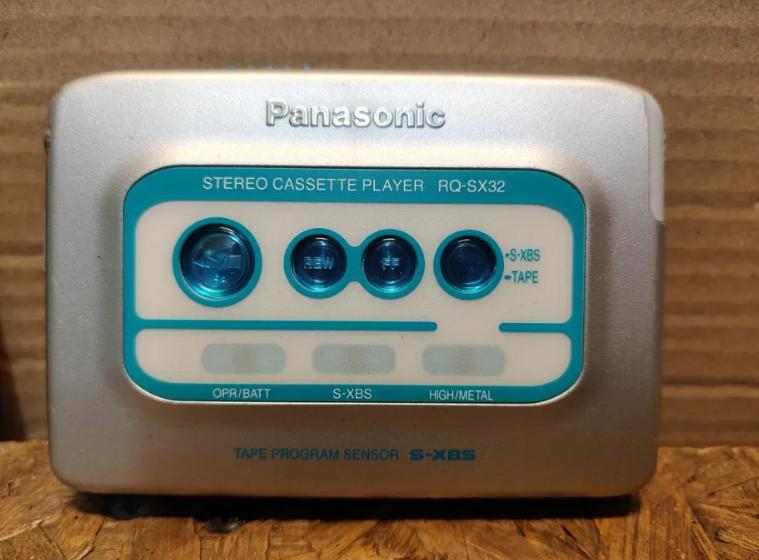 Panasonic
STEREO CASSETTE PLAYER RQ-SX32
REW FF
•S-XBS
TAPE
OPR/BATT S-XBS HIGH/METAL
TAPE PROGRAM SENSOR S-XBS